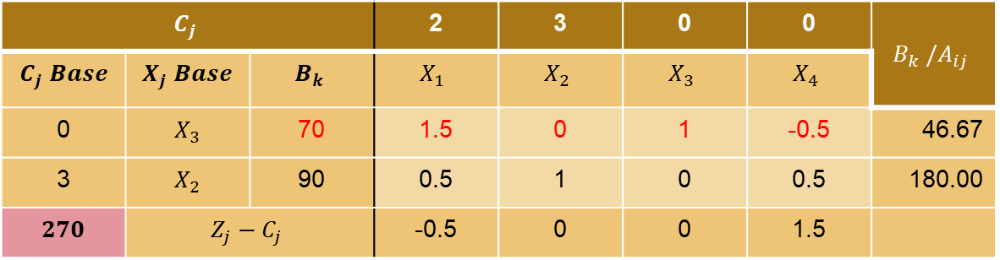 C_j 2 3 0 0 B_k /A_ij
C_j Base X_j Base B_k X_1 X_2 X_3 X_4
0 X_3 70 1.5 0 1 -0.5 46.67
3 X_2 90 0.5 1 0 0.5 180.00
270 Z_j − C_j -0.5 0 0 1.5